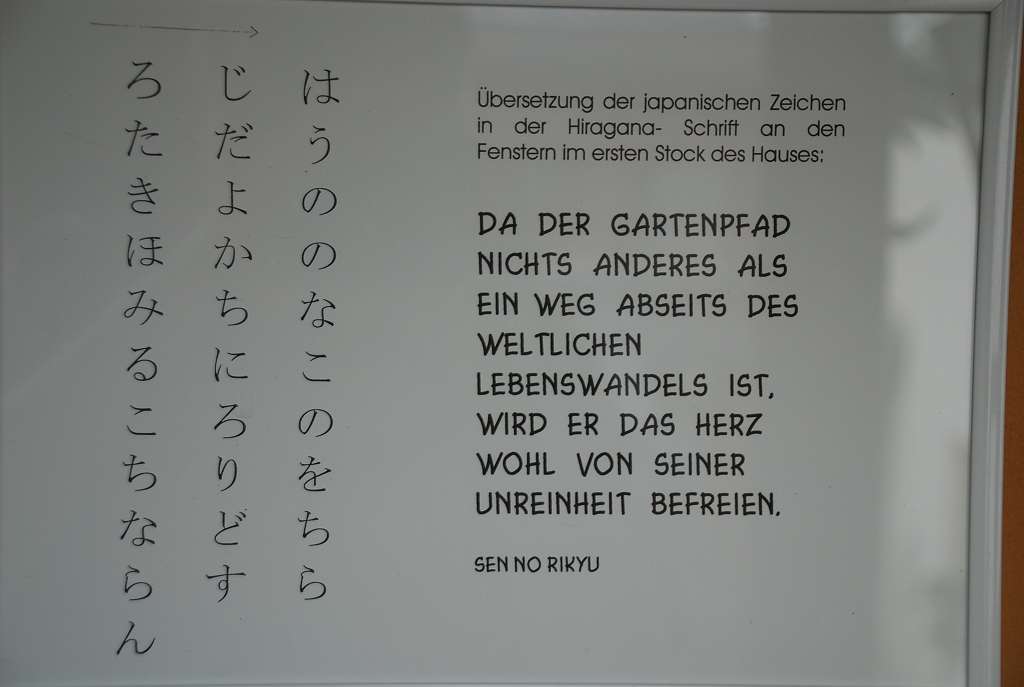 ろじは
ただう
きよの
ほかの
みちな
るにこ
ころの
ちりを
などち
らすら
ん
Übersetzung der japanischen Zeichen
in der Hiragana- Schrift an den
Fenstern im ersten Stock des Hauses:
DA DER GARTENPFAD
NICHTS ANDERES ALS
EIN WEG ABSEITS DES
WELTLICHEN
LEBENSWANDELS IST,
WIRD ER DAS HERZ
WOHL VON SEINER
UNREINHEIT BEFREIEN.
SEN NO RIKYU